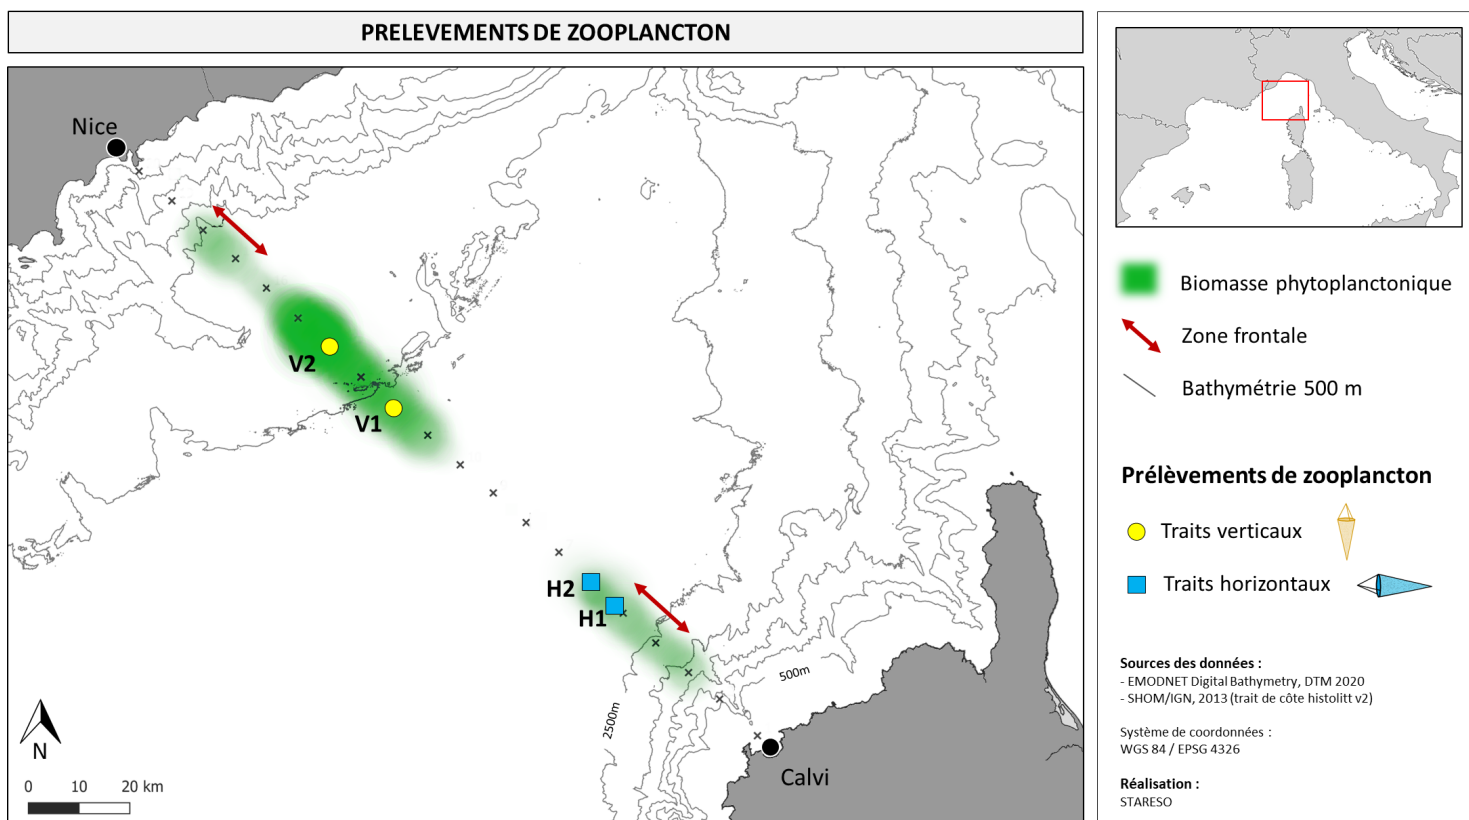 PRELEVEMENTS DE ZOOPLANCTON
Nice
V2
V1
H2
H1
500m
2500m
Calvi
N
0 10 20 km
Biomasse phytoplanctonique
Zone frontale
Bathymétrie 500 m
Prélèvements de zooplancton
Traits verticaux
Traits horizontaux
Sources des données :
- EMODNET Digital Bathymetry, DTM 2020
- SHOM/IGN, 2013 (trait de côte histolitt v2)
Système de coordonnées :
WGS 84 / EPSG 4326
Réalisation :
STARESO